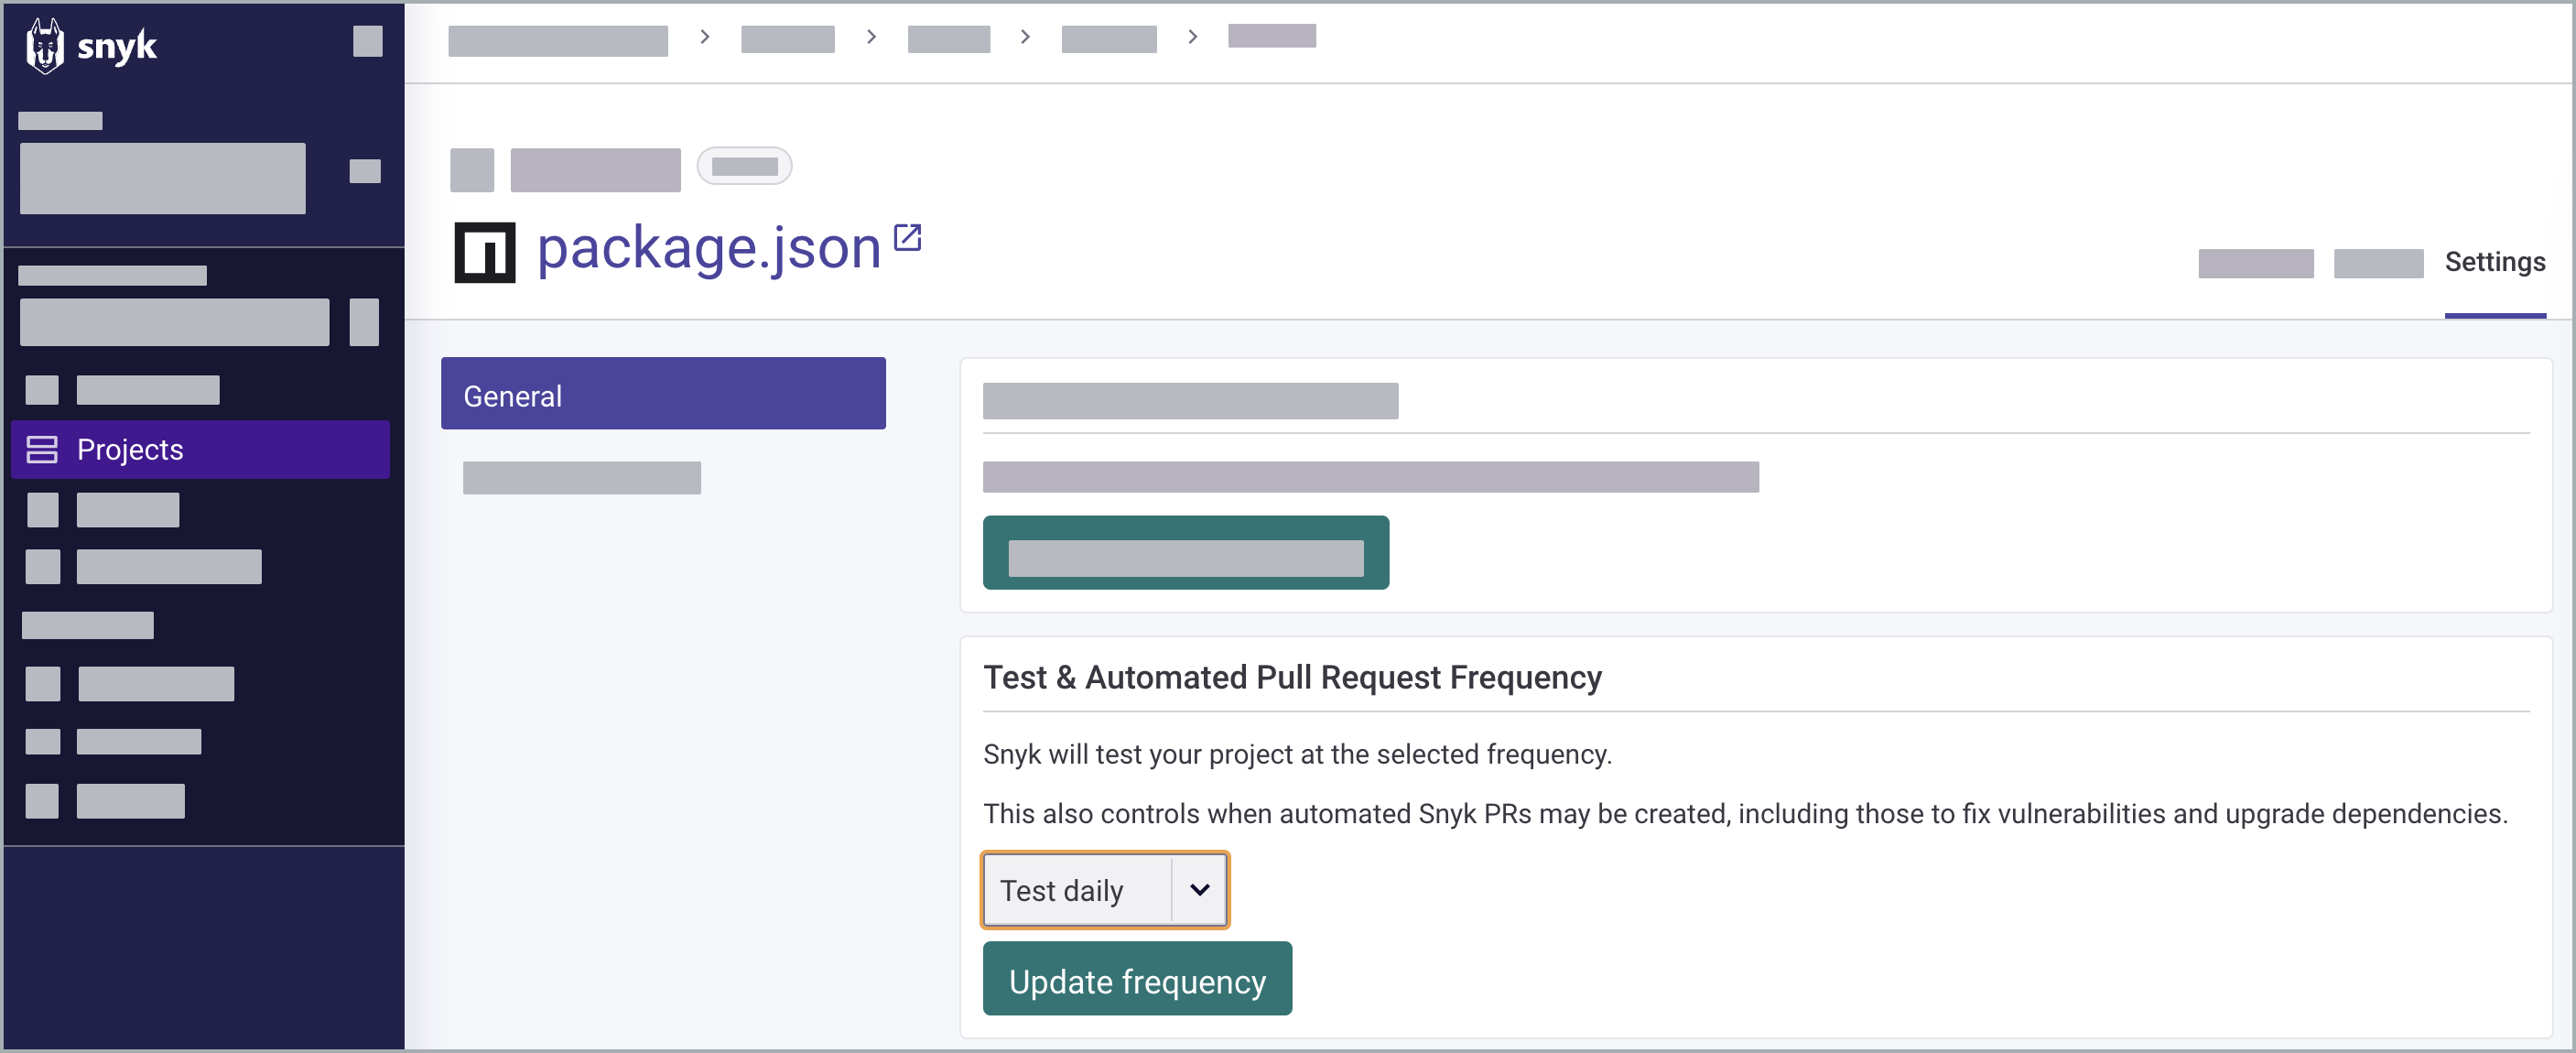 snyk
package.json
Settings
General
Projects
Test & Automated Pull Request Frequency
Snyk will test your project at the selected frequency.
This also controls when automated Snyk PRs may be created, including those to fix vulnerabilities and upgrade dependencies.
Test daily
Update frequency